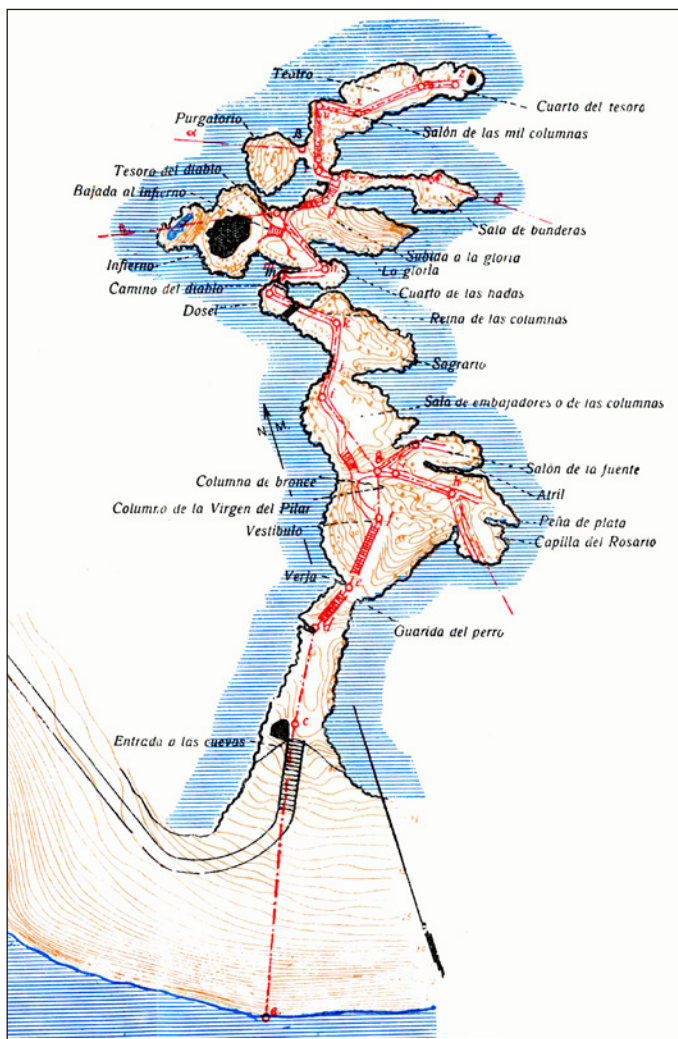 Teatro
Cuarto del tesoro
Purgatorio
Salón de las mil columnas
Tesoro del diablo
Bajada al infierno
Sala de banderas
Subida a la gloria
La gloria
Infierno
Camino del diablo
Cuarto de las hadas
Dosel
Reina de las columnas
Sagrario
Sala de embajadores o de las columnas
N. M.
Salón de la fuente
Columna de bronce
Atril
Columna de la Virgen del Pilar
Peña de plata
Vestíbulo
Capilla del Rosario
Verja
Guarida del perro
Entrada a las cuevas